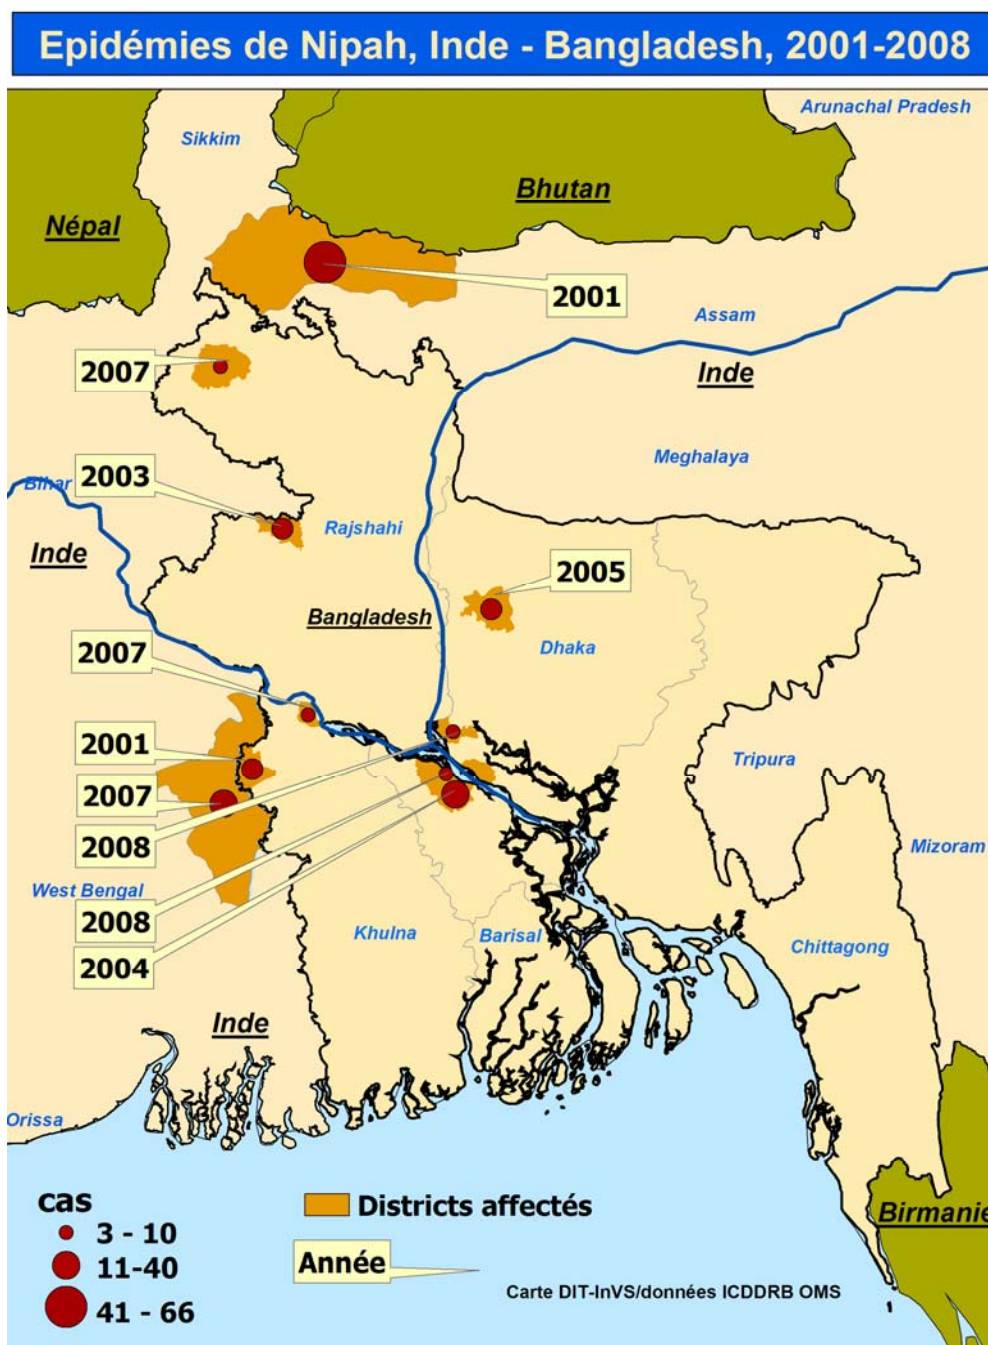 Epidémies de Nipah, Inde - Bangladesh, 2001-2008
Arunachal Pradesh
Sikkim
Bhutan
Népal
2001
Assam
2007
Inde
Meghalaya
2003
Bihar
Rajshahi
Inde
2005
Bangladesh
Dhaka
2007
2001
Tripura
2007
2008
Mizoram
West Bengal
2008
Khulna
Barisal
Chittagong
2004
Inde
Orissa
cas
Districts affectés
Birmanie
3 - 10
11-40
Année
41 - 66
Carte DIT-InVS/données ICDDRB OMS